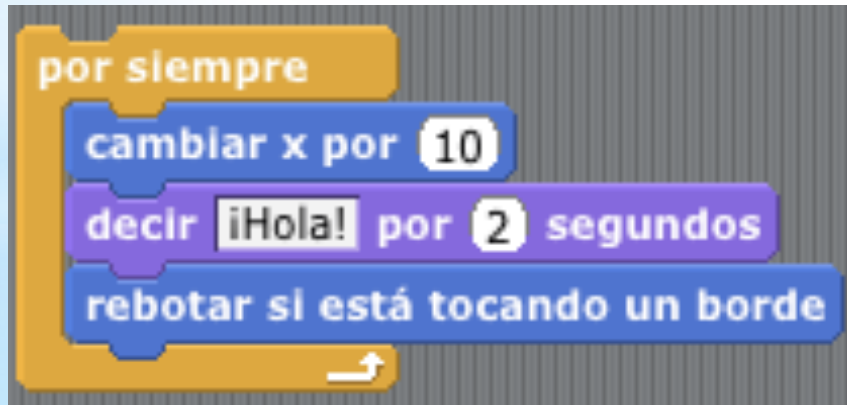 por siempre
cambiar x por 10
decir ¡Hola! por 2 segundos
rebotar si está tocando un borde